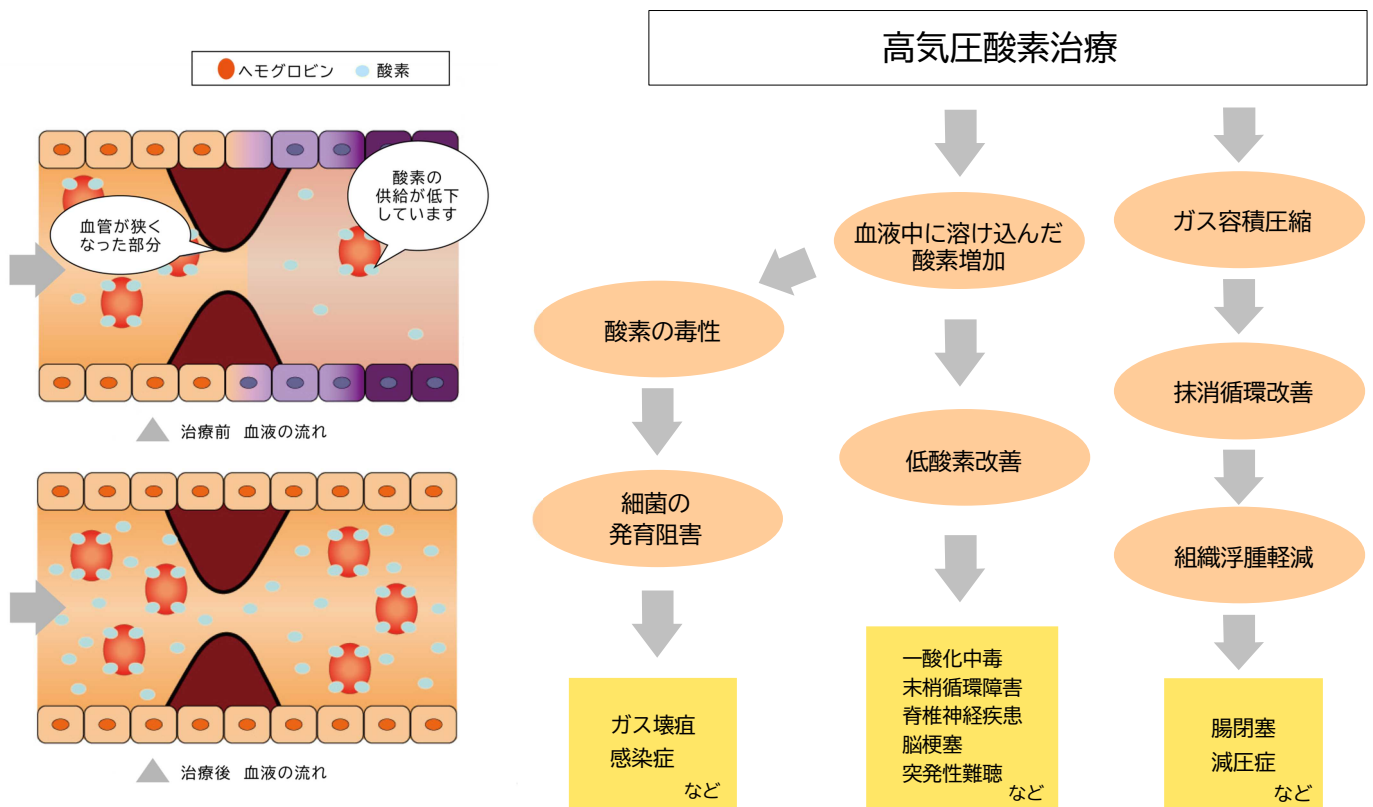 ヘモグロビン 酸素
血管が狭く
なった部分
酸素の
供給が低下
しています
治療前 血液の流れ
治療後 血液の流れ
高気圧酸素治療
血液中に溶け込んだ
酸素増加
酸素の毒性
細菌の
発育阻害
ガス壊疽
感染症
など
低酸素改善
一酸化中毒
末梢循環障害
脊椎神経疾患
脳梗塞
突発性難聴
など
ガス容積圧縮
抹消循環改善
組織浮腫軽減
腸閉塞
減圧症
など